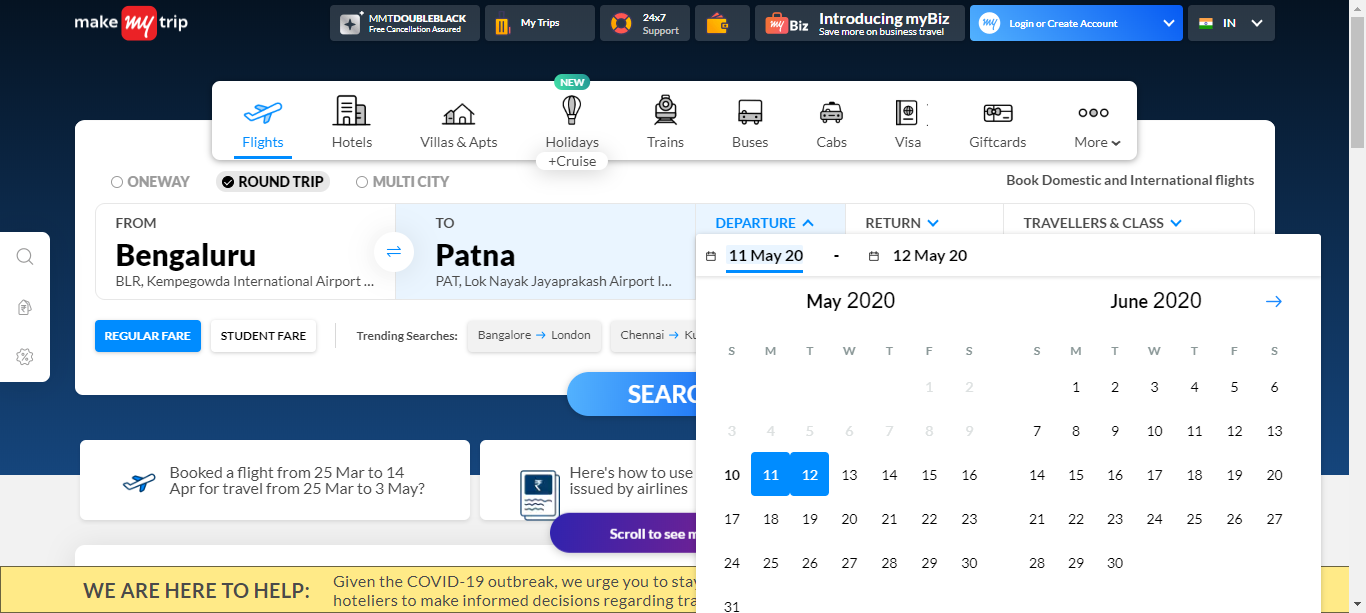 make my trip
MMTDOUBLEBLACK
Free Cancellation Assured
My Trips
24x7
Support
my Biz
Introducing myBiz
Save more on business travel
my
Login or Create Account
IN
NEW
Flights
Hotels
Villas & Apts
Holidays
Trains
Buses
Cabs
Visa
Giftcards
More
+Cruise
ONEWAY
ROUND TRIP
MULTI CITY
Book Domestic and International flights
FROM
TO
DEPARTURE
RETURN
TRAVELLERS & CLASS
Bengaluru
BLR, Kempegowda International Airport ...
Patna
PAT, Lok Nayak Jayaprakash Airport I...
11 May 20 - 12 May 20
REGULAR FARE
STUDENT FARE
Trending Searches:
Bangalore → London
Chennai → Ku
SEARC
May 2020
S M T W T F S
1 2
3 4 5 6 7 8 9
10 11 12 13 14 15 16
17 18 19 20 21 22 23
24 25 26 27 28 29 30
31
June 2020
S M T W T F S
1 2 3 4 5 6
7 8 9 10 11 12 13
14 15 16 17 18 19 20
21 22 23 24 25 26 27
28 29 30
Booked a flight from 25 Mar to 14
Apr for travel from 25 Mar to 3 May?
Here's how to use
issued by airlines
Scroll to see m
WE ARE HERE TO HELP:
Given the COVID-19 outbreak, we urge you to stay
hoteliers to make informed decisions regarding tra